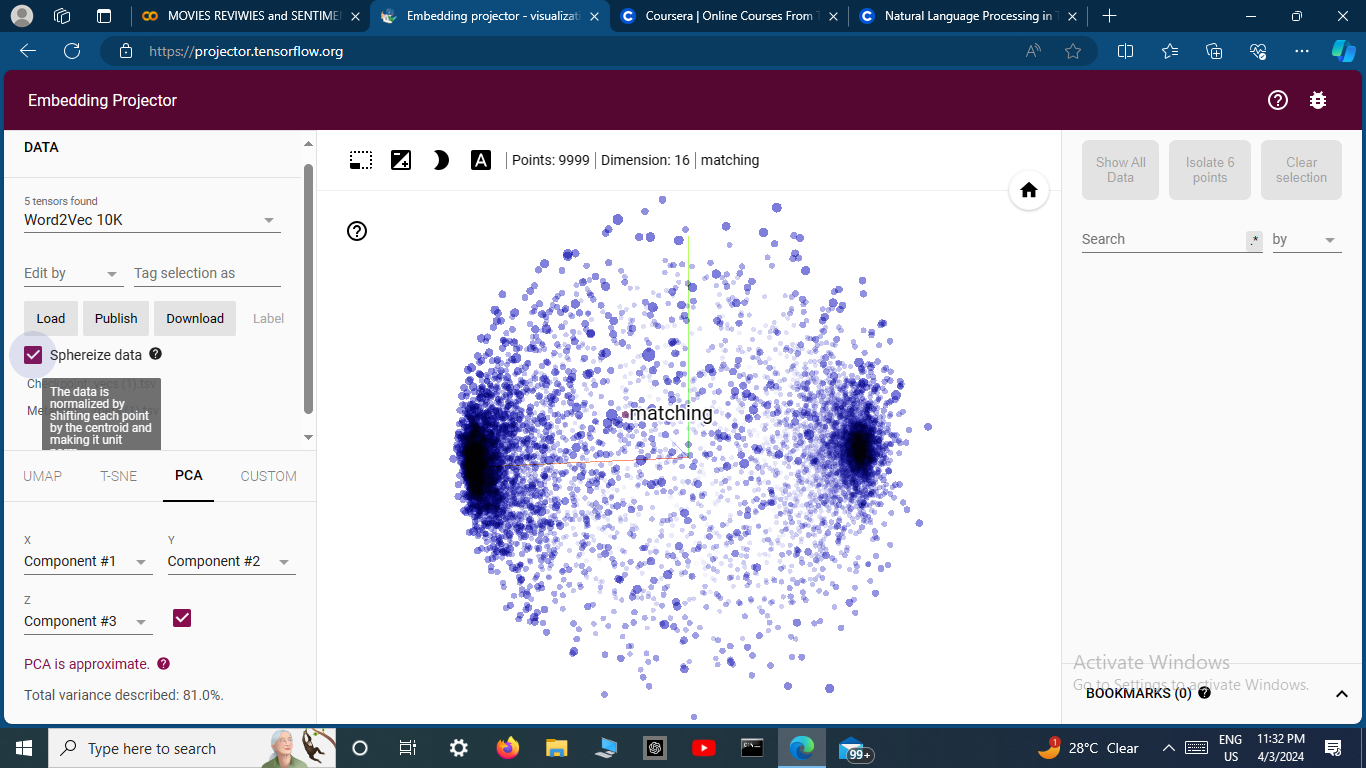 MOVIES REVIWIES and SENTIME
Embedding projector - visualizati
Coursera | Online Courses From T
Natural Language Processing in T
https://projector.tensorflow.org
Embedding Projector
DATA
5 tensors found
Word2Vec 10K
Edit by
Tag selection as
Load
Publish
Download
Label
Sphereize data
The data is
normalized by
shifting each point
by the centroid and
making it unit
UMAP
T-SNE
PCA
CUSTOM
X
Y
Component #1
Component #2
Z
Component #3
PCA is approximate.
Total variance described: 81.0%.
A
Points: 9999
Dimension: 16
matching
matching
Show All
Data
Isolate 6
points
Clear
selection
Search
.*
by
Activate Windows
Go to Settings to activate Windows.
BOOKMARKS (0)
Type here to search
99+
1
28°C Clear
ENG
US
11:32 PM
4/3/2024